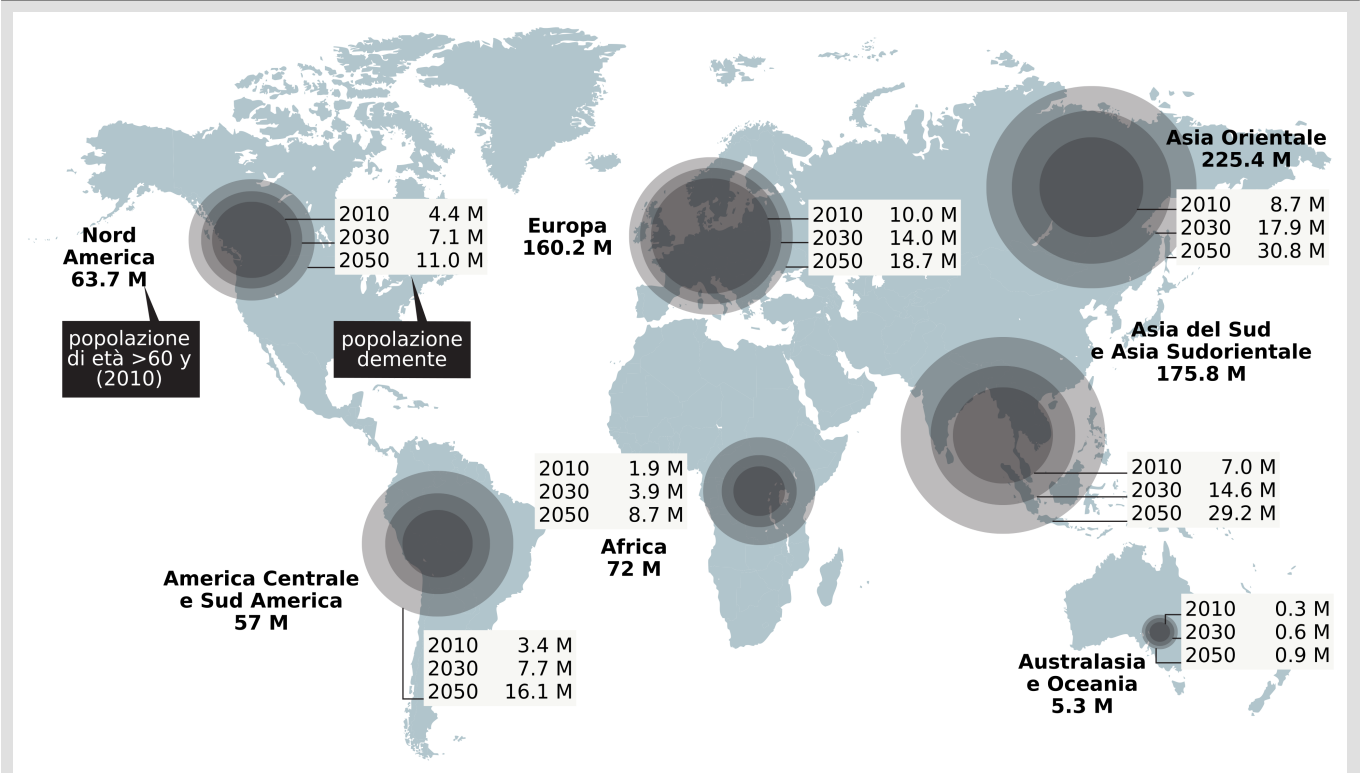 Nord
America
63.7 M
popolazione
di età >60 y
(2010)
2010 4.4 M
2030 7.1 M
2050 11.0 M
popolazione
demente
Europa
160.2 M
2010 10.0 M
2030 14.0 M
2050 18.7 M
Asia Orientale
225.4 M
2010 8.7 M
2030 17.9 M
2050 30.8 M
Asia del Sud
e Asia Sudorientale
175.8 M
2010 7.0 M
2030 14.6 M
2050 29.2 M
2010 1.9 M
2030 3.9 M
2050 8.7 M
Africa
72 M
America Centrale
e Sud America
57 M
2010 3.4 M
2030 7.7 M
2050 16.1 M
Australasia
e Oceania
5.3 M
2010 0.3 M
2030 0.6 M
2050 0.9 M